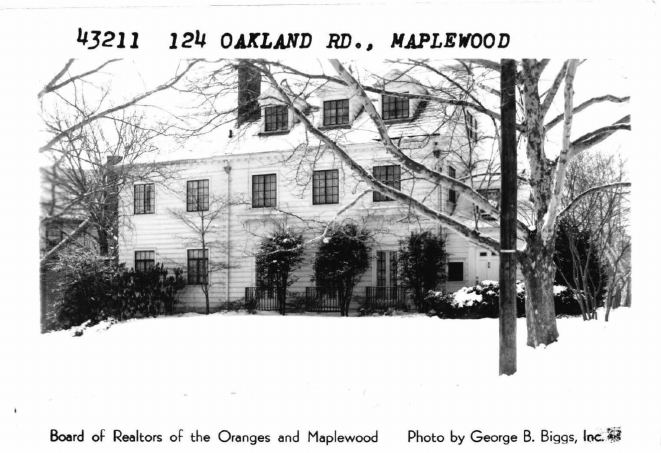 43211 124 OAKLAND RD., MAPLEWOOD
Board of Realtors of the Oranges and Maplewood Photo by George B. Biggs, Inc.